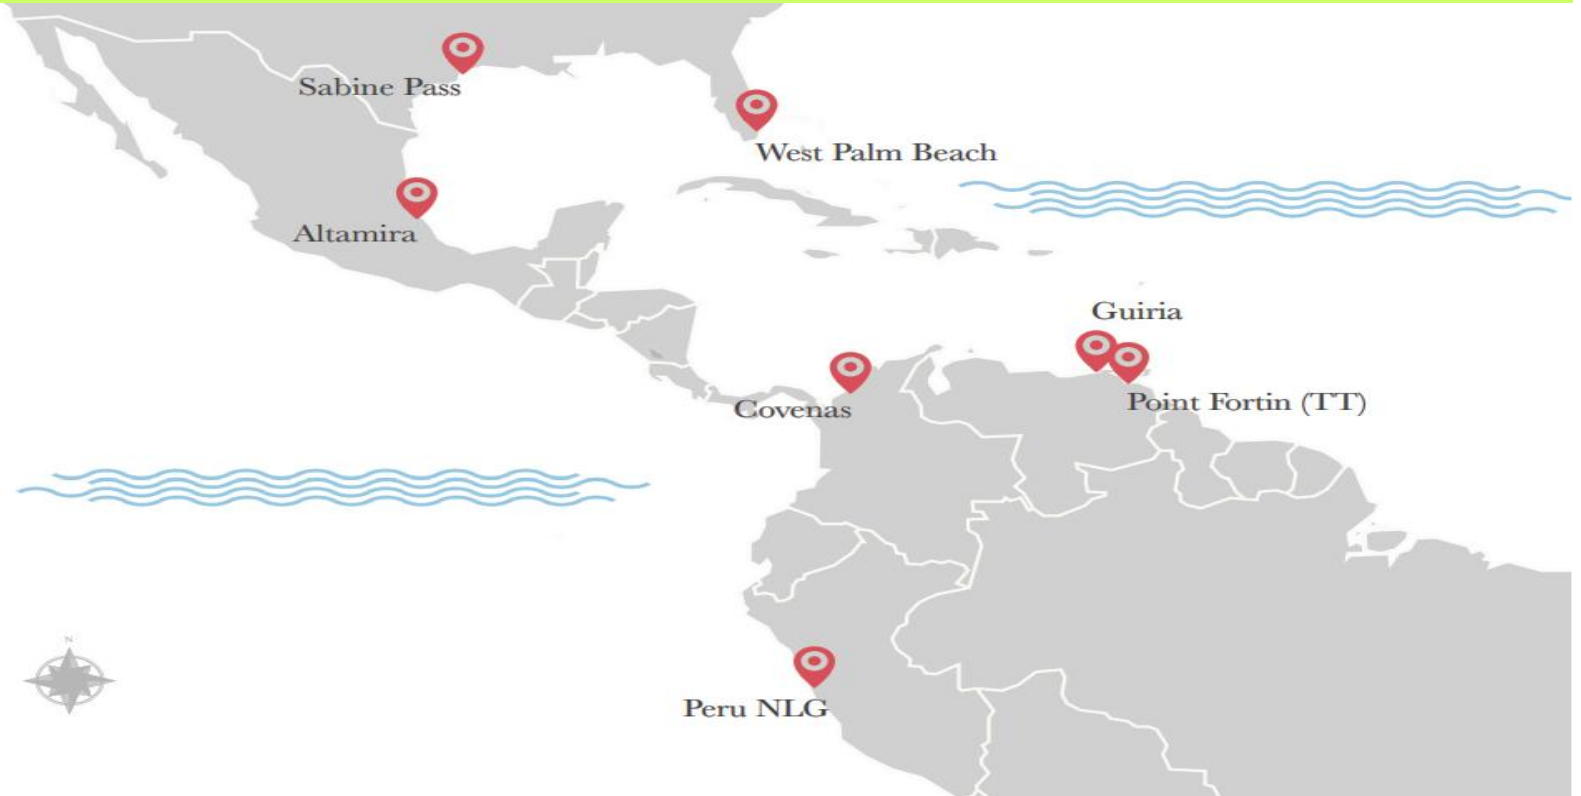 Sabine Pass
West Palm Beach
Altamira
Guiria
Covenas
Point Fortin (TT)
N
Peru NLG